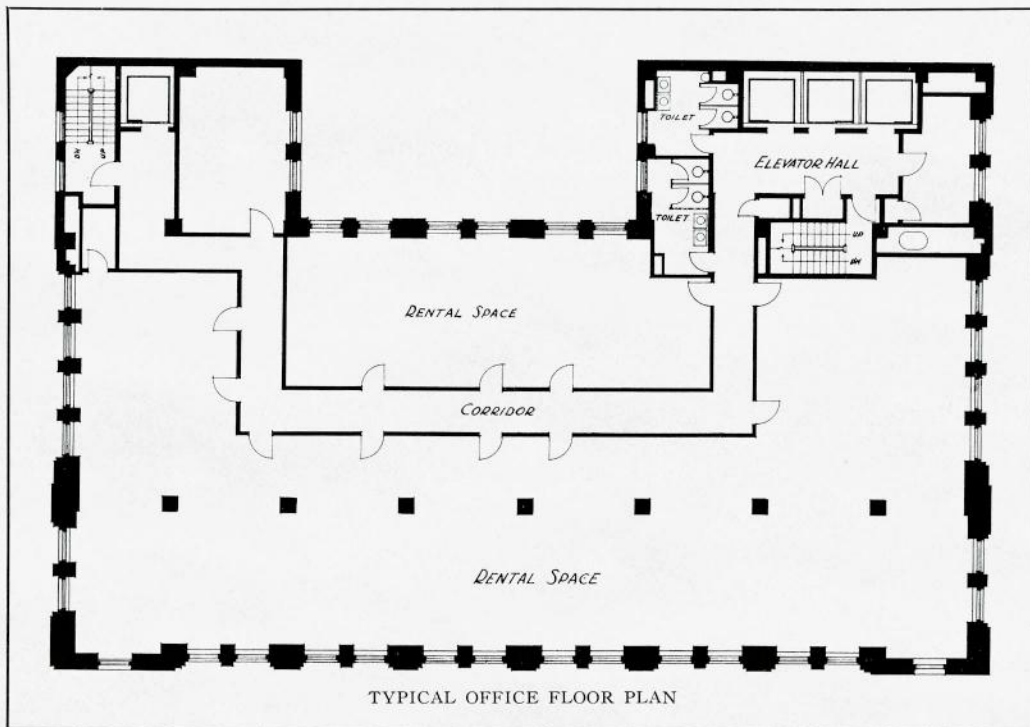 TOILET
ELEVATOR HALL
DN UP
TOILET
UP
DN
RENTAL SPACE
CORRIDOR
RENTAL SPACE
TYPICAL OFFICE FLOOR PLAN